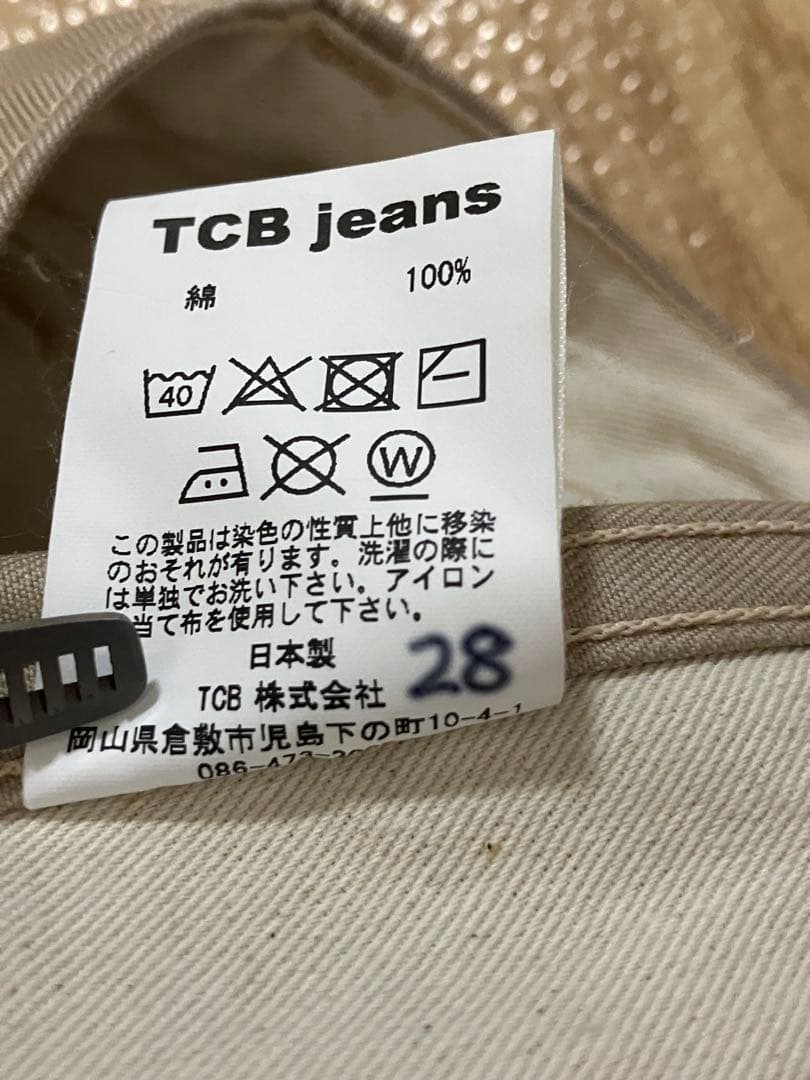 TCB jeans
綿 100%
40
W
この製品は染色の性質上他に移染
のおそれが有ります。洗濯の際に
は単独でお洗い下さい。アイロン
当て布を使用して下さい。
日本製 28
TCB 株式会社
岡山県倉敷市児島下の町10-4-1
086-47